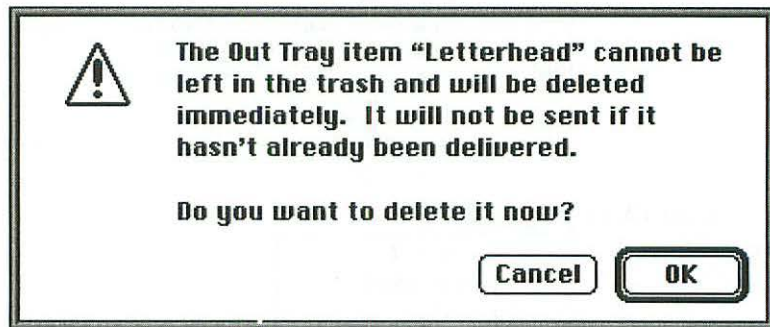 The Out Tray item “Letterhead” cannot be
left in the trash and will be deleted
immediately.  It will not be sent if it
hasn't already been delivered.
Do you want to delete it now?
Cancel OK